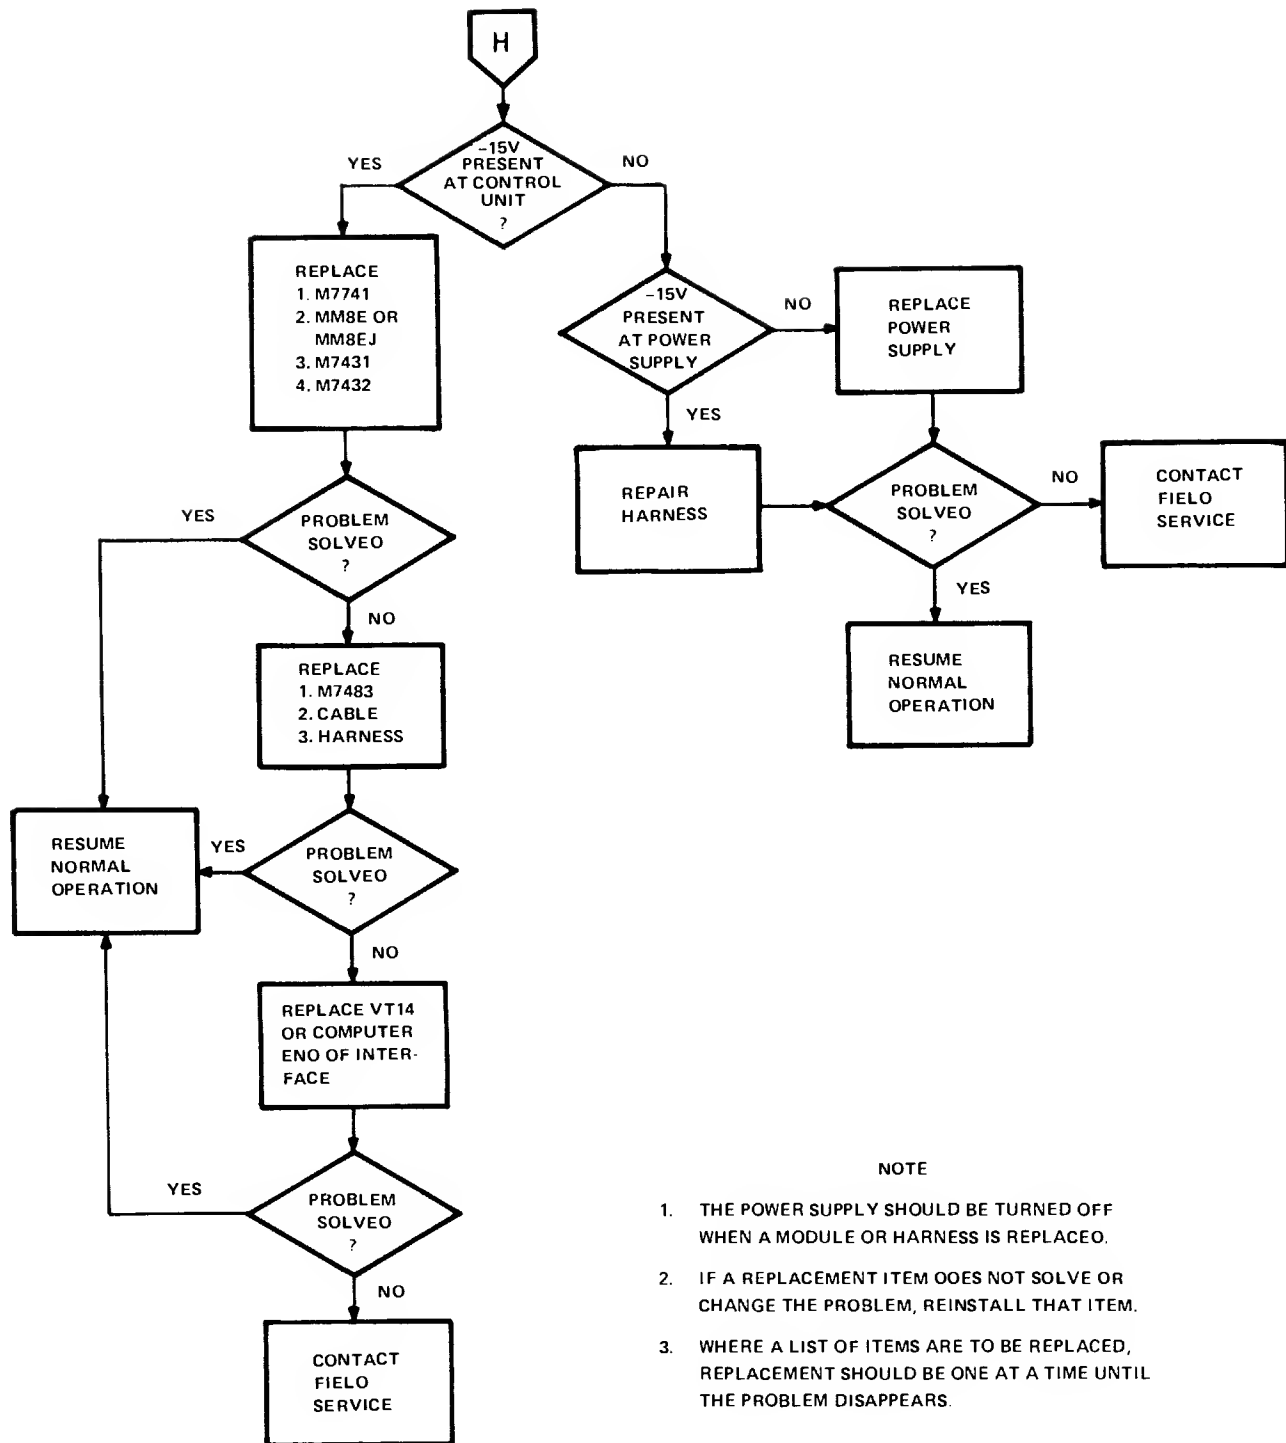 H
-15V
PRESENT
AT CONTROL
UNIT
?
YES
NO
REPLACE
1. M7741
2. MM8E OR
MM8EJ
3. M7431
4. M7432
-15V
PRESENT
AT POWER
SUPPLY
NO
YES
REPLACE
POWER
SUPPLY
REPAIR
HARNESS
PROBLEM
SOLVEO
?
NO
YES
CONTACT
FIELO
SERVICE
RESUME
NORMAL
OPERATION
PROBLEM
SOLVEO
?
YES
NO
REPLACE
1. M7483
2. CABLE
3. HARNESS
RESUME
NORMAL
OPERATION
YES
PROBLEM
SOLVEO
?
NO
REPLACE VT14
OR COMPUTER
ENO OF INTER-
FACE
YES
PROBLEM
SOLVEO
?
NO
CONTACT
FIELO
SERVICE
NOTE
1. THE POWER SUPPLY SHOULD BE TURNED OFF
WHEN A MODULE OR HARNESS IS REPLACEO.
2. IF A REPLACEMENT ITEM OOES NOT SOLVE OR
CHANGE THE PROBLEM, REINSTALL THAT ITEM.
3. WHERE A LIST OF ITEMS ARE TO BE REPLACED,
REPLACEMENT SHOULD BE ONE AT A TIME UNTIL
THE PROBLEM DISAPPEARS.